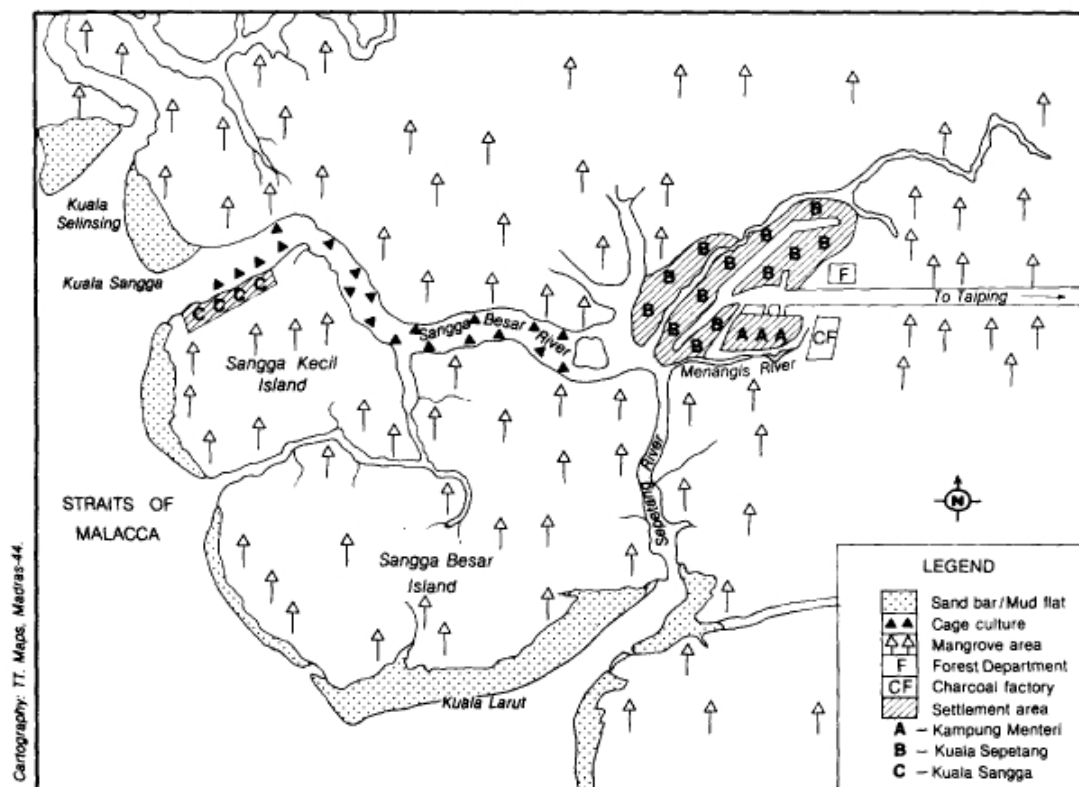 Kuala
Selinsing
Kuala Sangga
C C C C
Sangga Kecil
Island
Sangga Besar River
B
B
B
B
B
B
B
B
B
B
B
F
To Taiping
A A A
CF
Menangis River
Sepetang River
STRAITS OF
MALACCA
N
Sangga Besar
Island
Kuala Larut
LEGEND
Sand bar/Mud flat
Cage culture
Mangrove area
F Forest Department
CF Charcoal factory
Settlement area
A – Kampung Menteri
B – Kuala Sepetang
C – Kuala Sangga
Cartography: TT. Maps, Madras-44.